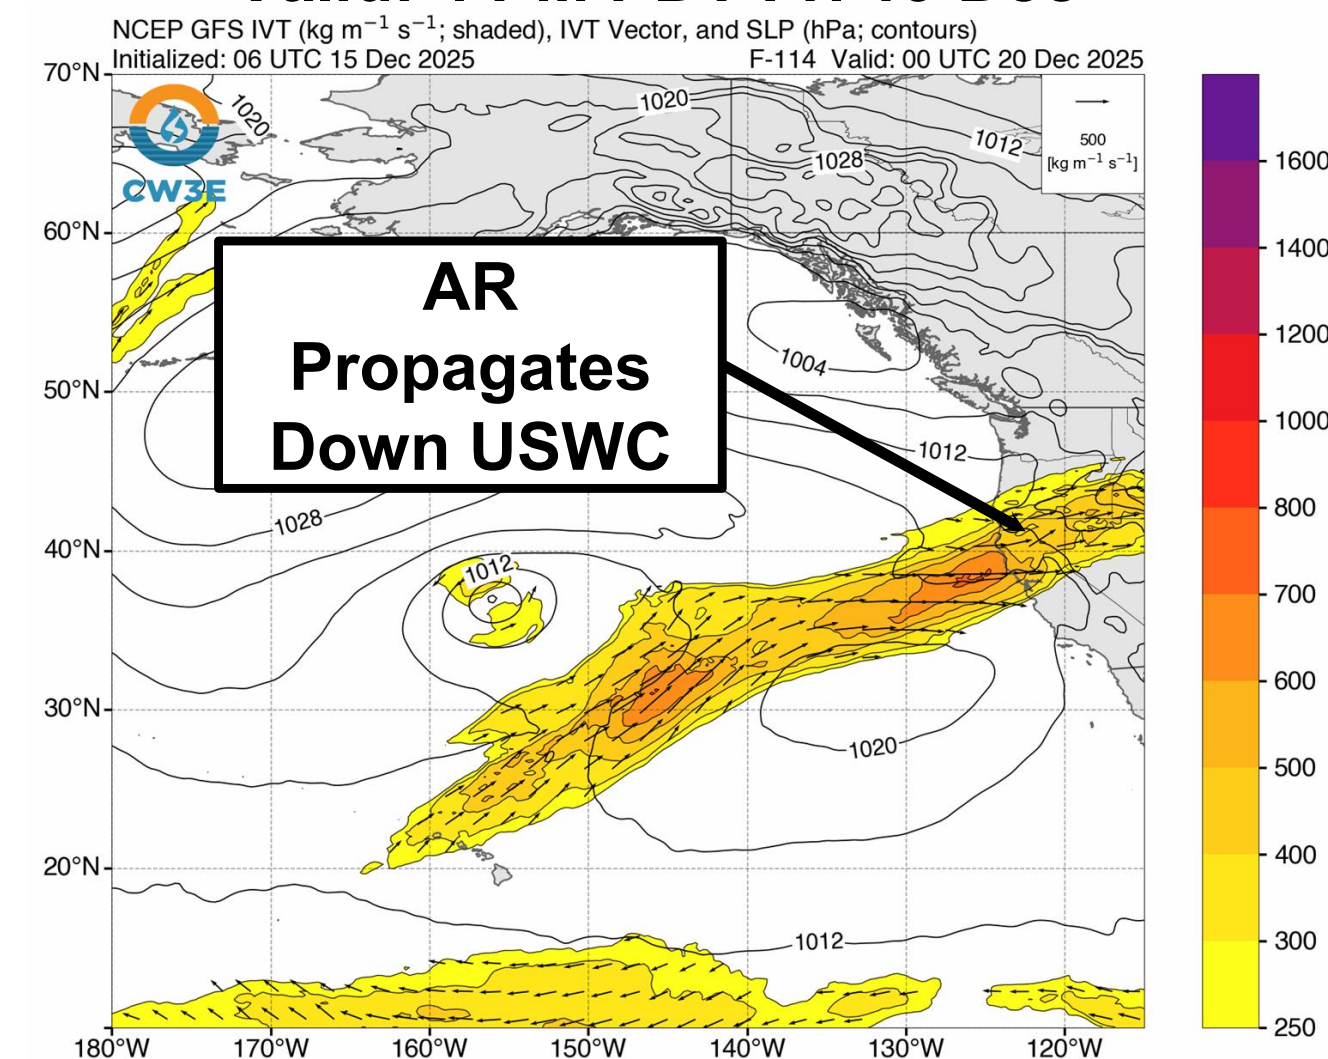 NCEP GFS IVT (kg m⁻¹ s⁻¹; shaded), IVT Vector, and SLP (hPa; contours)
Initialized: 06 UTC 15 Dec 2025 F-114 Valid: 00 UTC 20 Dec 2025
70°N
60°N
50°N
40°N
30°N
20°N
CW3E
1020
1020
1012
1028
500
[kg m⁻¹ s⁻¹]
AR
Propagates
Down USWC
1004
1012
1028
1012
1020
1012
180°W 170°W 160°W 150°W 140°W 130°W 120°W
1600
1400
1200
1000
800
700
600
500
400
300
250